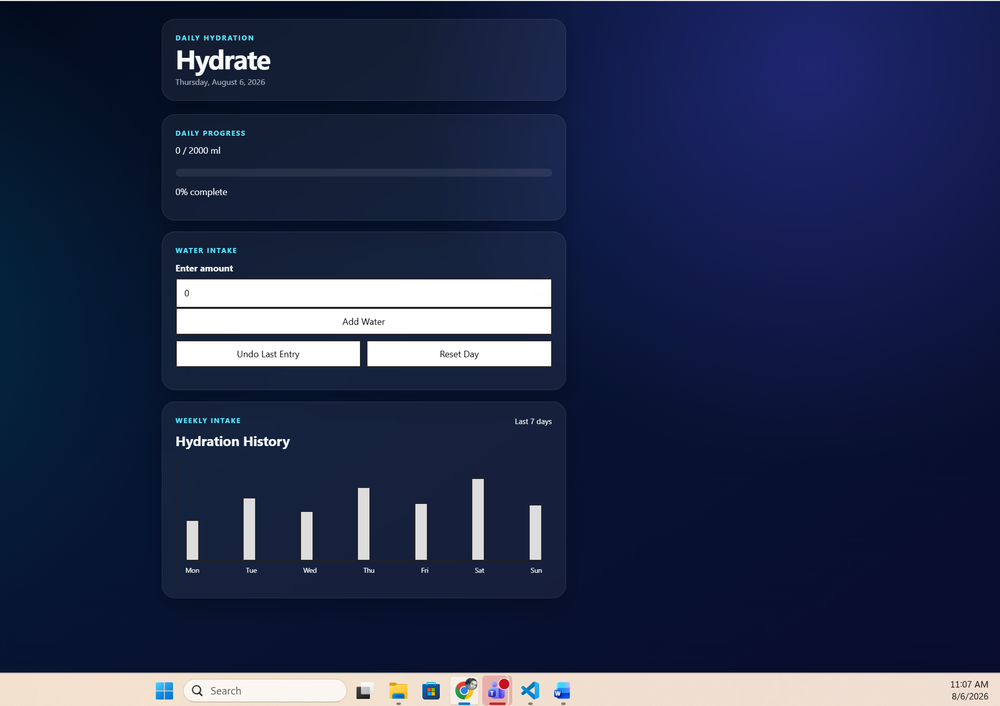 DAILY HYDRATION
Hydrate
Thursday, August 6, 2026
DAILY PROGRESS
0 / 2000 ml
0% complete
WATER INTAKE
Enter amount
0
Add Water
Undo Last Entry
Reset Day
WEEKLY INTAKE
Last 7 days
Hydration History
Mon Tue Wed Thu Fri Sat Sun
Search
T
W
11:07 AM
8/6/2026